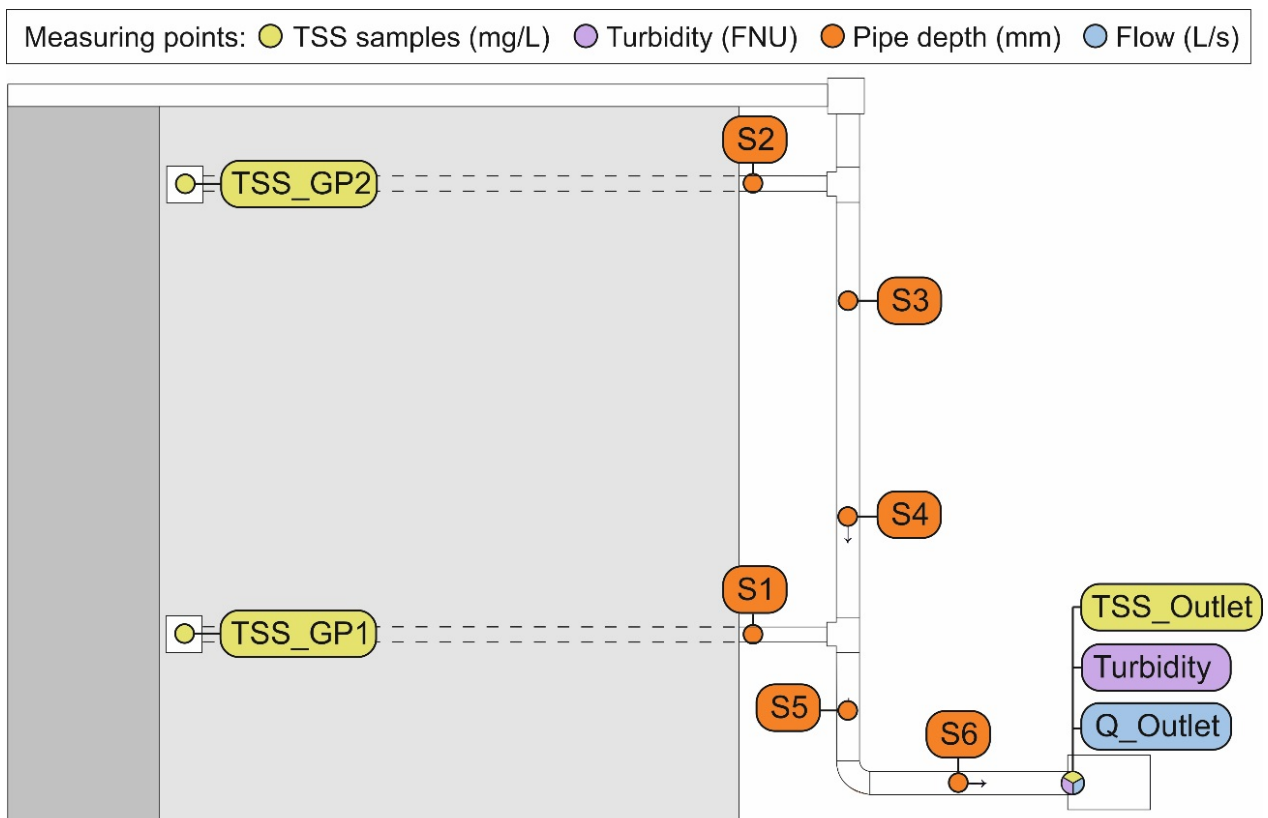 Measuring points: TSS samples (mg/L) Turbidity (FNU) Pipe depth (mm) Flow (L/s)
S2
TSS_GP2
S3
S4
S1
TSS_Outlet
TSS_GP1
Turbidity
S5
Q_Outlet
S6